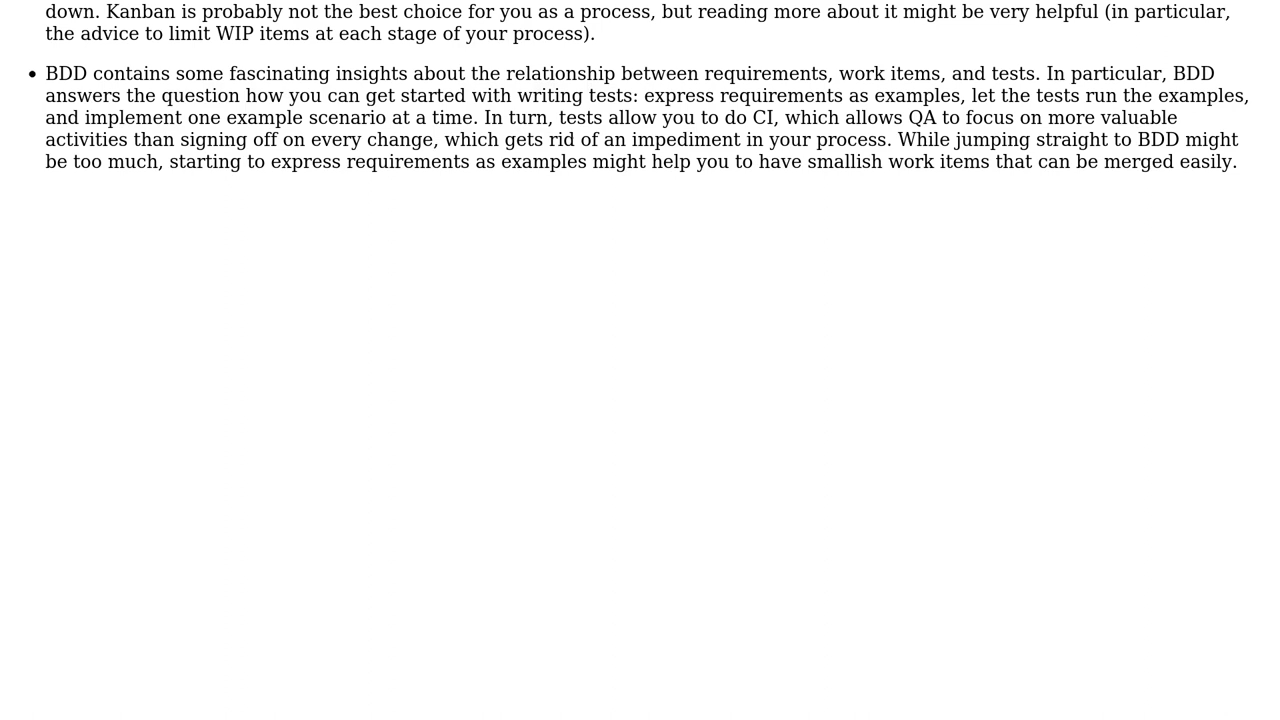 down. Kanban is probably not the best choice for you as a process, but reading more about it might be very helpful (in particular,
the advice to limit WIP items at each stage of your process).
• BDD contains some fascinating insights about the relationship between requirements, work items, and tests. In particular, BDD
answers the question how you can get started with writing tests: express requirements as examples, let the tests run the examples,
and implement one example scenario at a time. In turn, tests allow you to do CI, which allows QA to focus on more valuable
activities than signing off on every change, which gets rid of an impediment in your process. While jumping straight to BDD might
be too much, starting to express requirements as examples might help you to have smallish work items that can be merged easily.